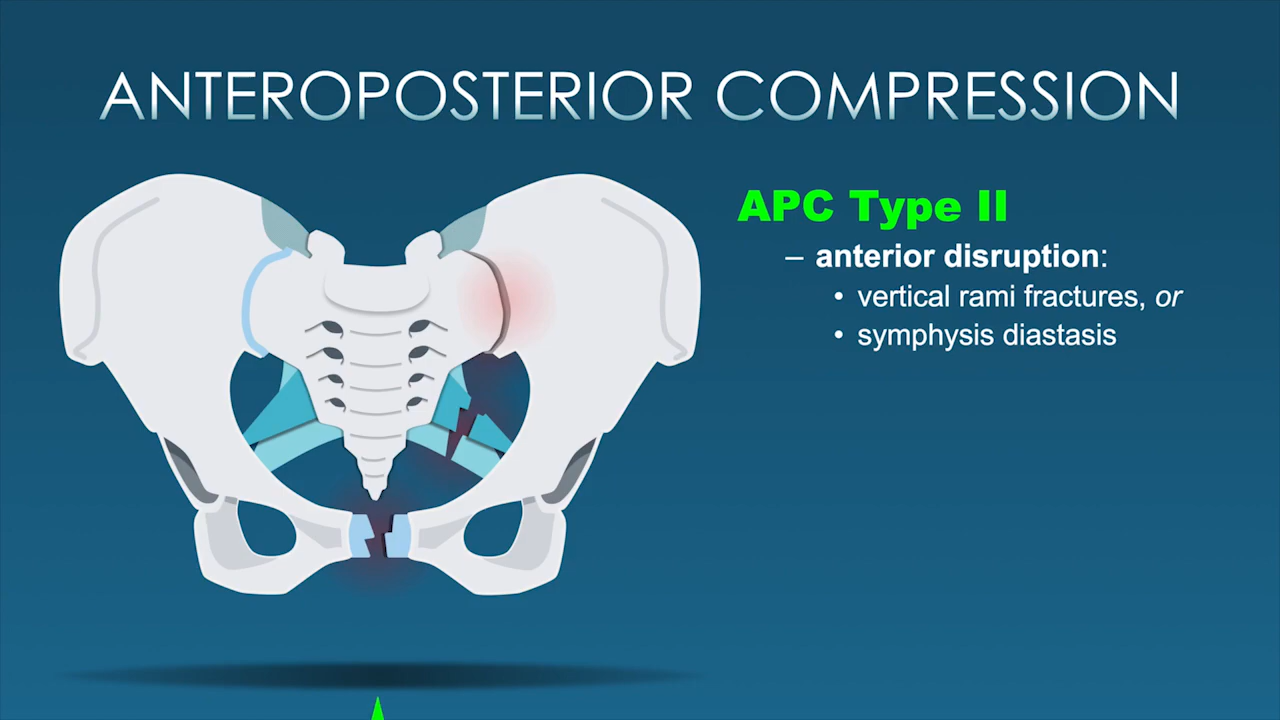 ANTEROPOSTERIOR COMPRESSION
APC Type II
– anterior disruption:
• vertical rami fractures, or
• symphysis diastasis